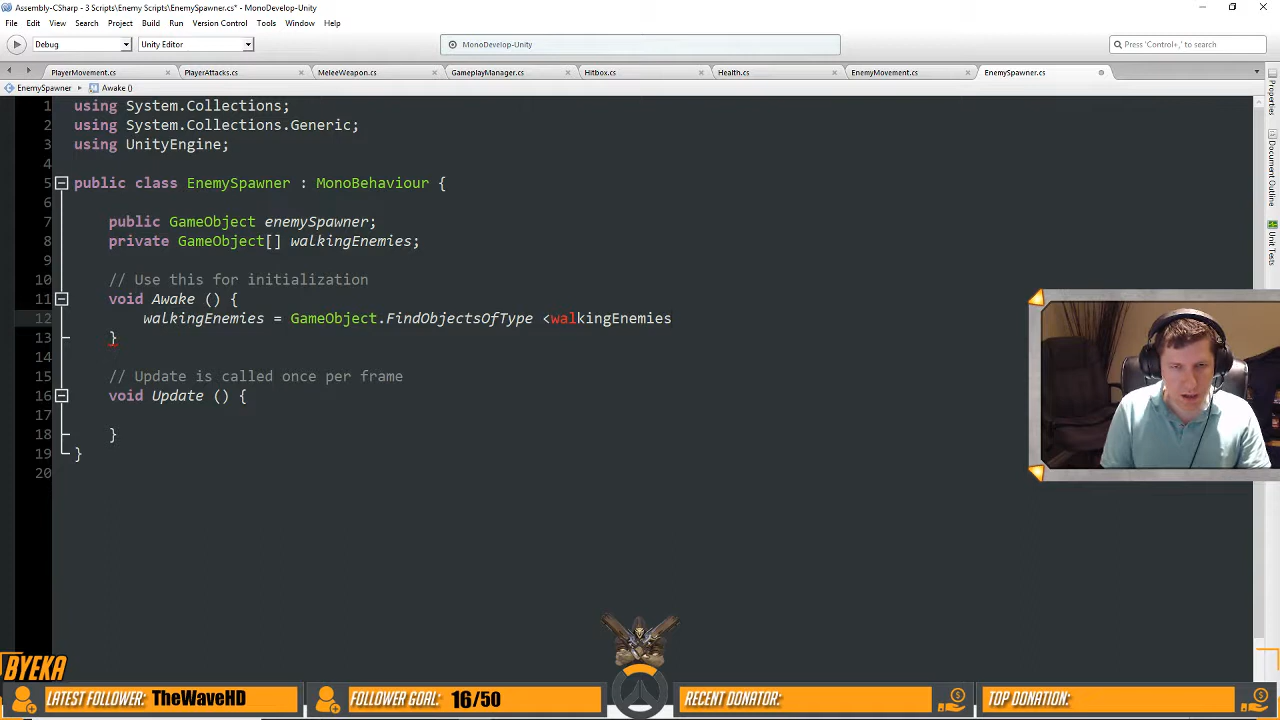 Assembly-CSharp - 3 Scripts\Enemy Scripts\EnemySpawner.cs* - MonoDevelop-Unity
File Edit View Search Project Build Run Version Control Tools Window Help
Debug Unity Editor MonoDevelop-Unity Press 'Control+,' to search
PlayerMovement.cs PlayerAttacks.cs MeleeWeapon.cs GameplayManager.cs Hitbox.cs Health.cs EnemyMovement.cs EnemySpawner.cs
EnemySpawner Awake ()
1 using System.Collections;
2 using System.Collections.Generic;
3 using UnityEngine;
4
5 public class EnemySpawner : MonoBehaviour {
6
7 public GameObject enemySpawner;
8 private GameObject[] walkingEnemies;
9
10 // Use this for initialization
11 void Awake () {
12 walkingEnemies = GameObject.FindObjectsOfType <walkingEnemies
13 }
14
15 // Update is called once per frame
16 void Update () {
17
18 }
19 }
20
Properties
Document Outline
Unit Tests
BYEKA
LATEST FOLLOWER: TheWaveHD FOLLOWER GOAL: 16/50 RECENT DONATOR: TOP DONATION: